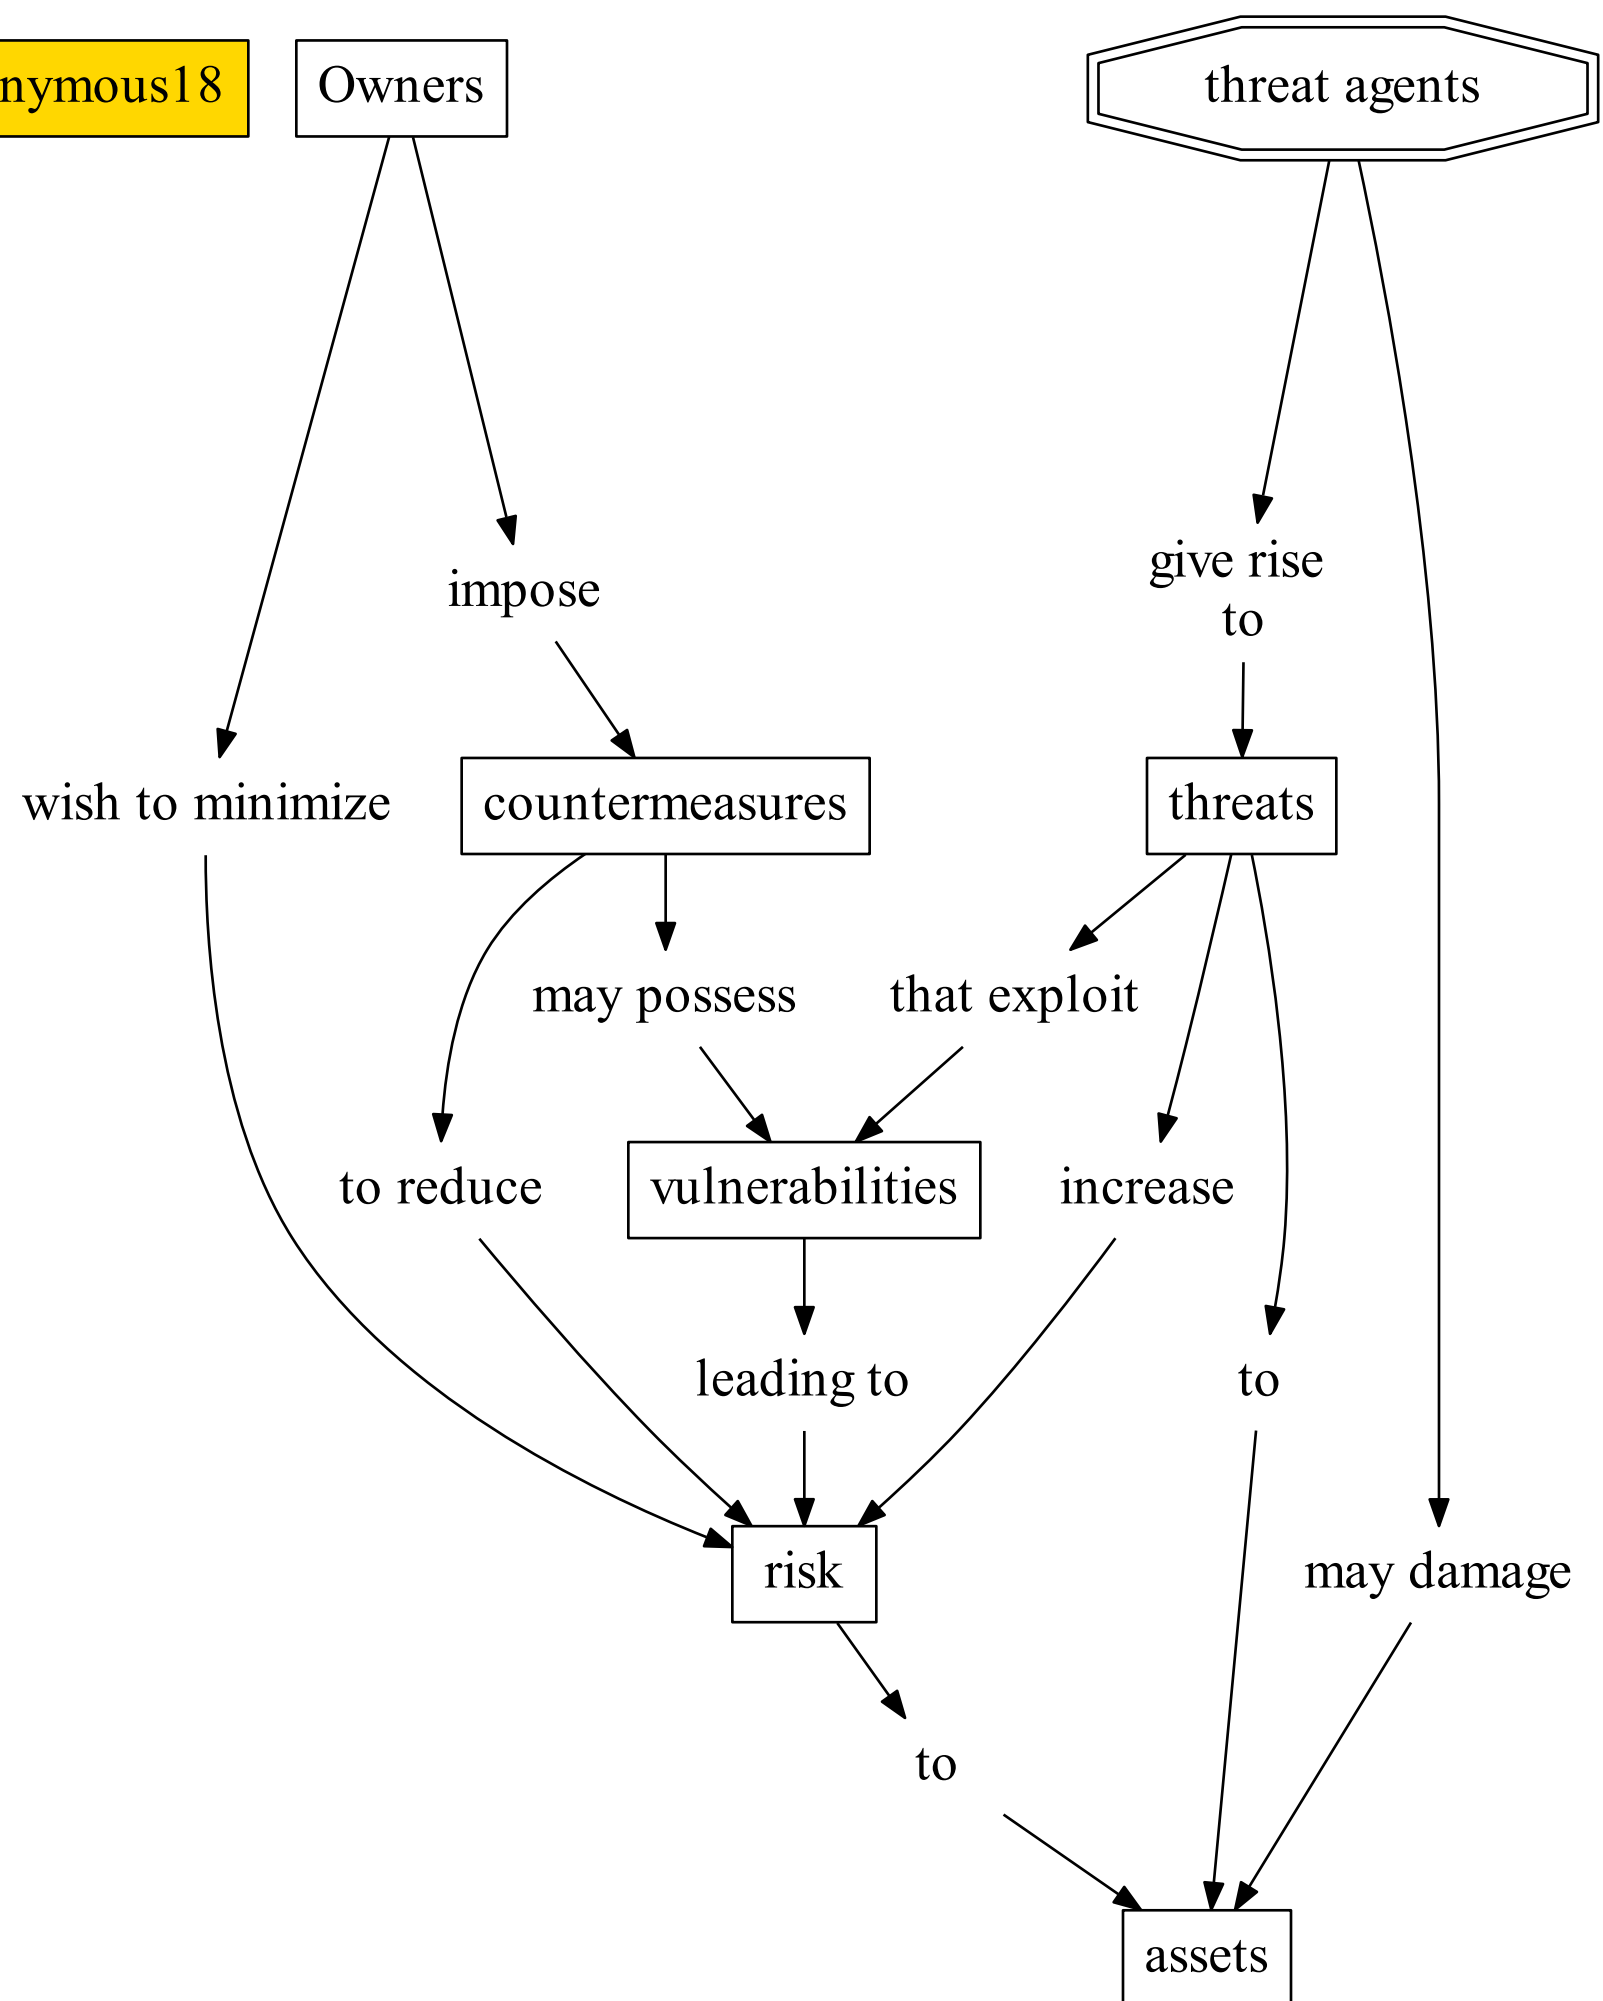 nymous18
Owners
threat agents
impose
give rise
to
wish to minimize
countermeasures
threats
may possess
that exploit
to reduce
vulnerabilities
increase
leading to
to
risk
may damage
to
assets